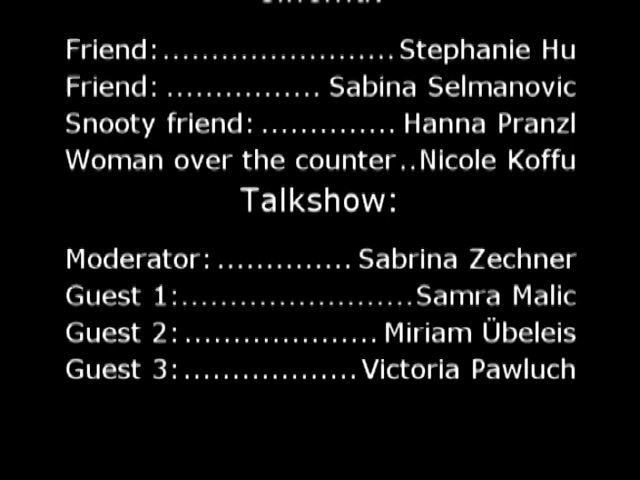 Friend:........................Stephanie Hu
Friend: ................ Sabina Selmanovic
Snooty friend: .............. Hanna Pranzl
Woman over the counter ..Nicole Koffu
Talkshow:
Moderator: .............. Sabrina Zechner
Guest 1:........................Samra Malic
Guest 2: .................... Miriam Übeleis
Guest 3: ..................Victoria Pawluch